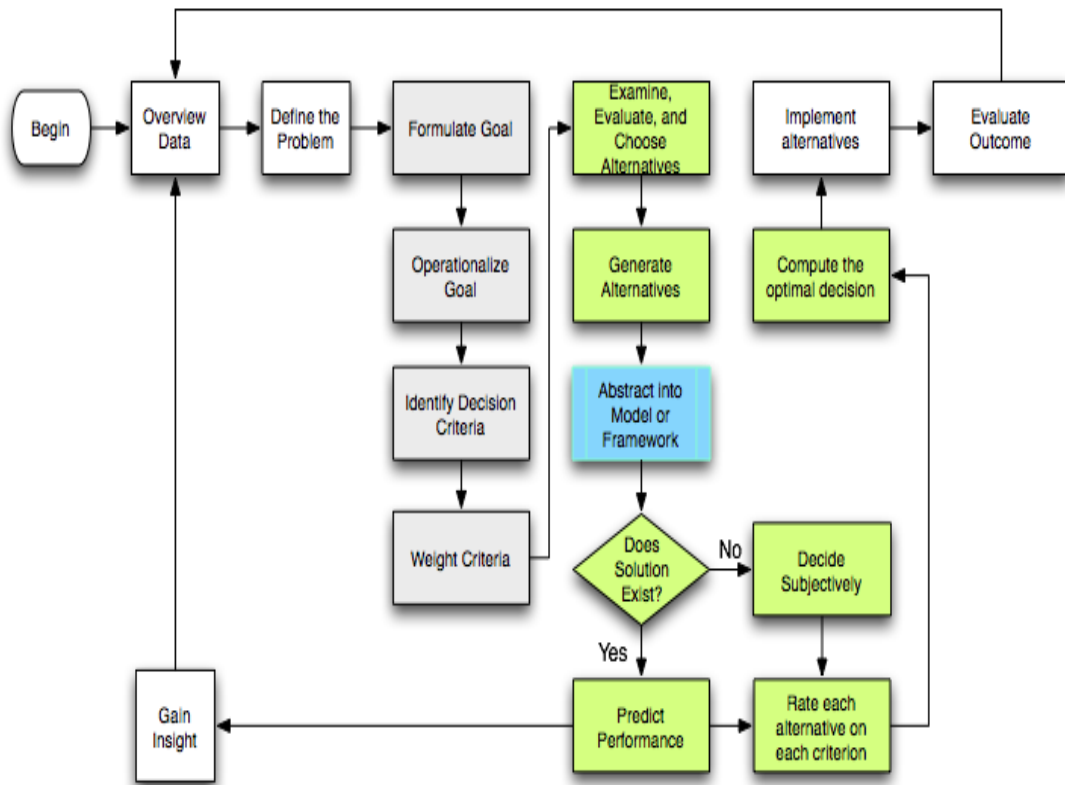 Begin
Overview
Data
Define the
Problem
Formulate Goal
Operationalize
Goal
Identify Decision
Criteria
Weight Criteria
Examine,
Evaluate, and
Choose
Alternatives
Generate
Alternatives
Abstract into
Model or
Framework
Does
Solution
Exist?
No
Decide
Subjectively
Yes
Predict
Performance
Rate each
alternative on
each criterion
Gain
Insight
Compute the
optimal decision
Implement
alternatives
Evaluate
Outcome